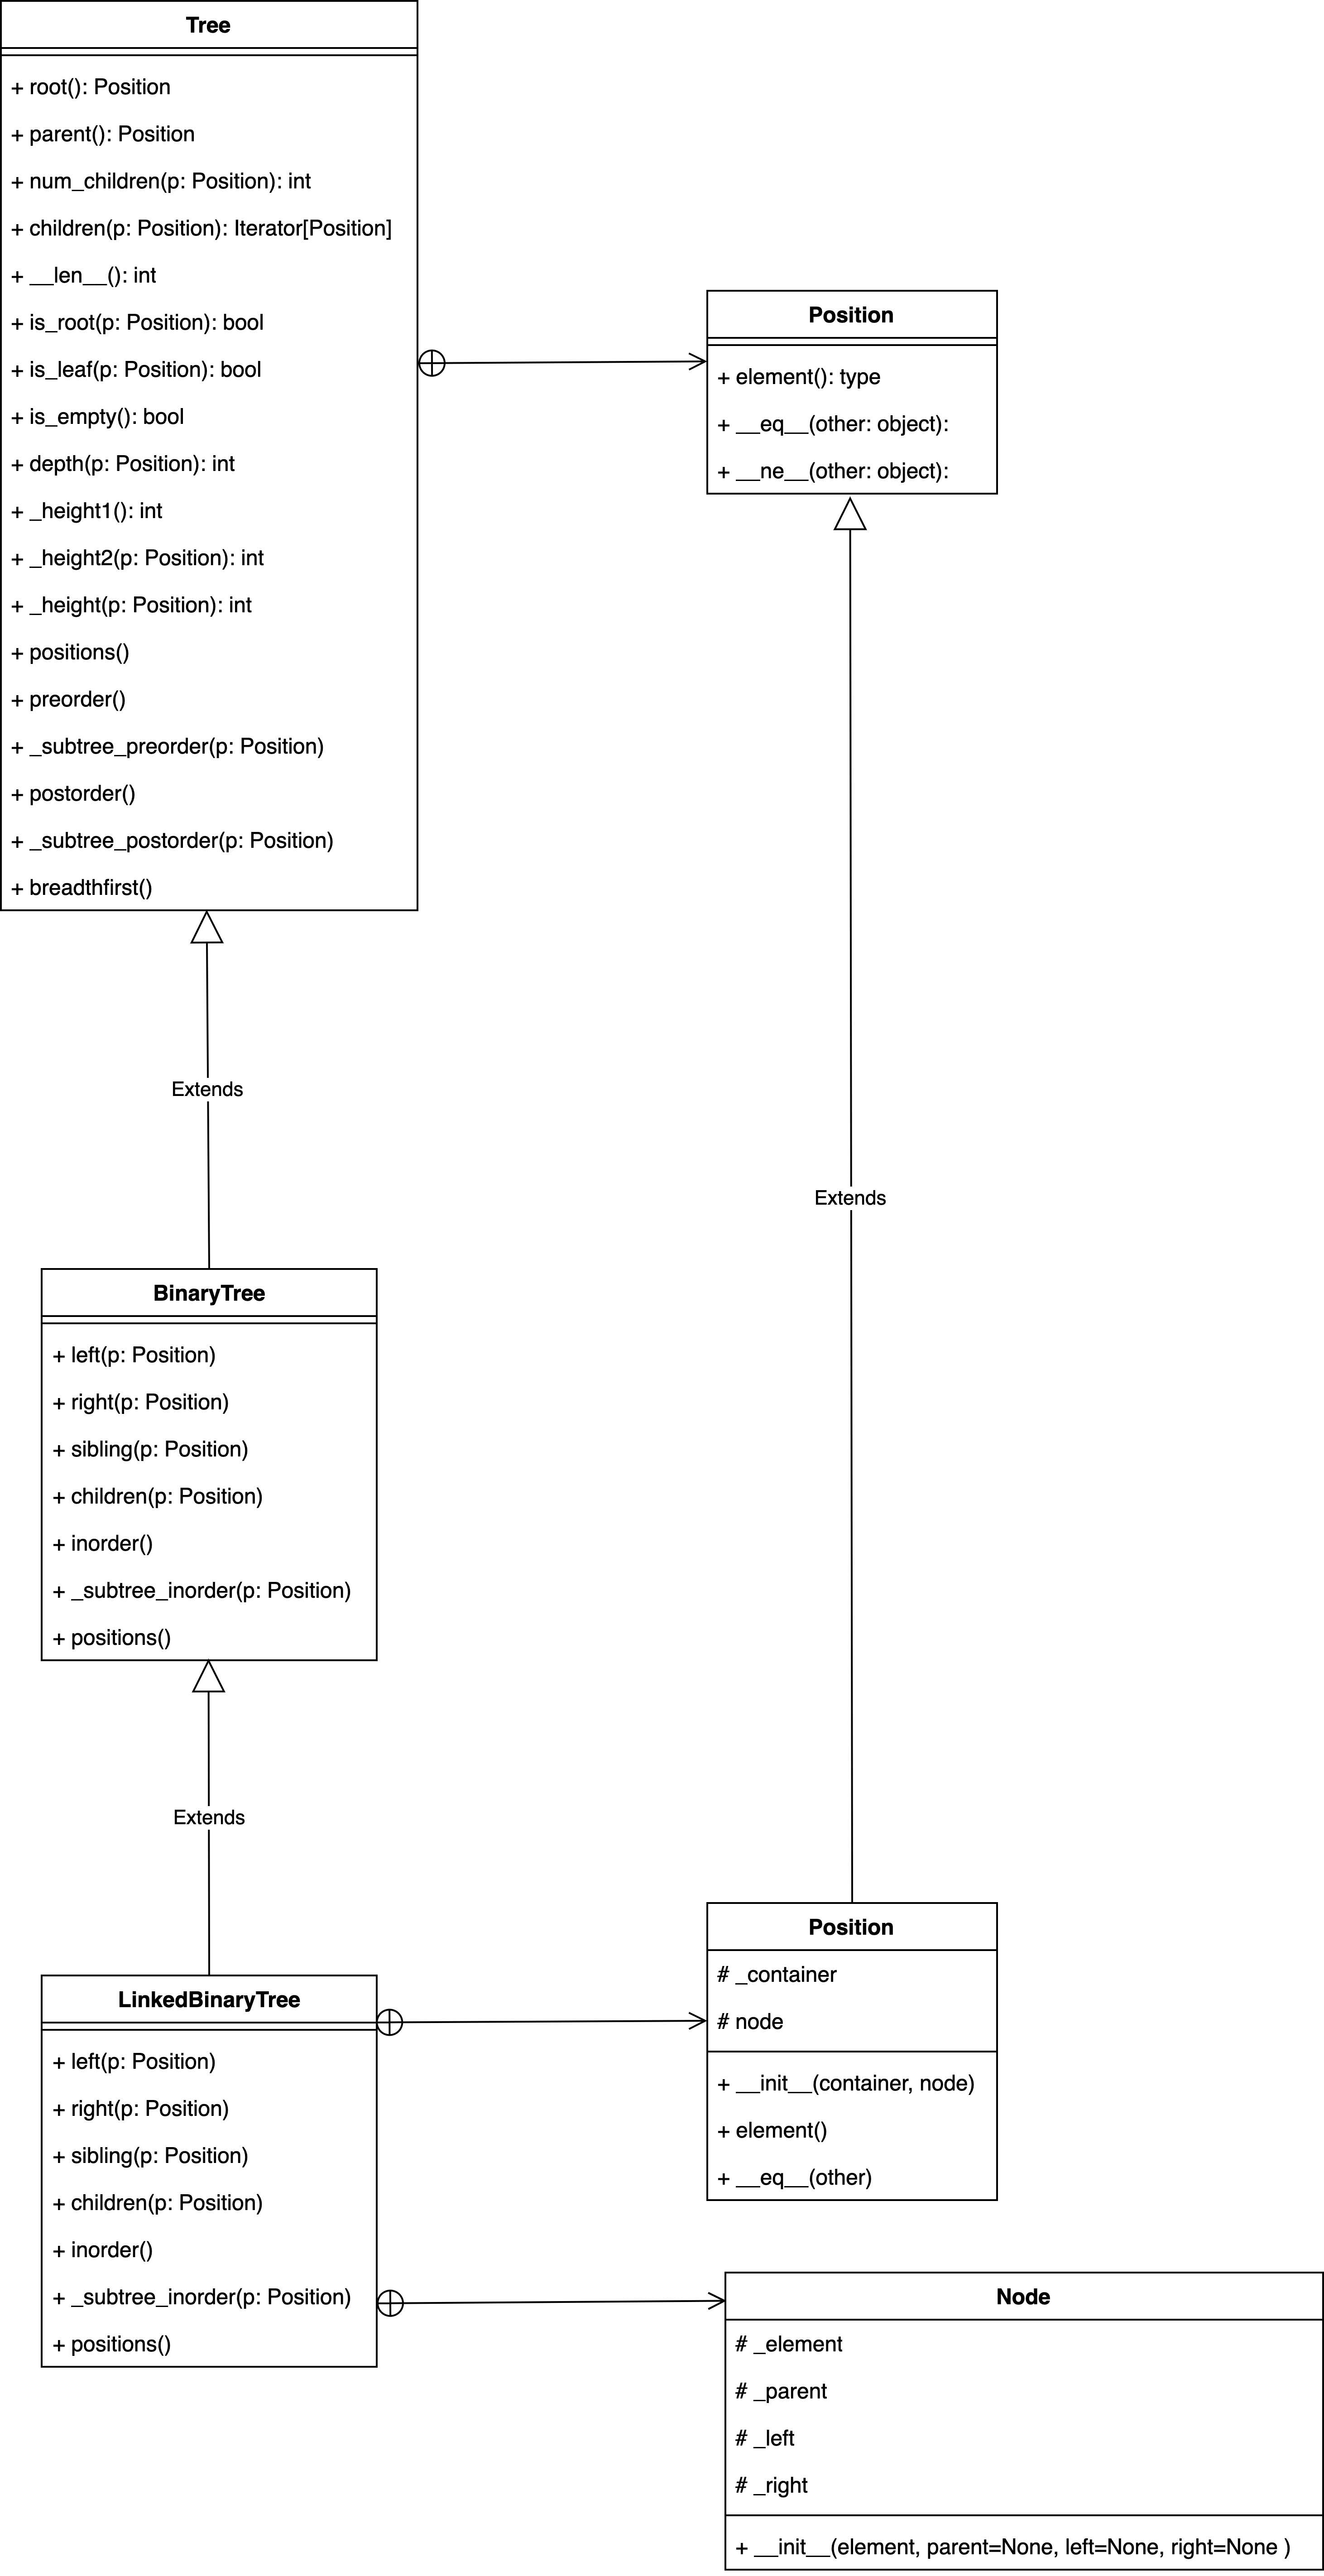 Tree
+ root(): Position
+ parent(): Position
+ num_children(p: Position): int
+ children(p: Position): Iterator[Position]
+ __len__(): int
+ is_root(p: Position): bool
+ is_leaf(p: Position): bool
+ is_empty(): bool
+ depth(p: Position): int
+ _height1(): int
+ _height2(p: Position): int
+ _height(p: Position): int
+ positions()
+ preorder()
+ _subtree_preorder(p: Position)
+ postorder()
+ _subtree_postorder(p: Position)
+ breadthfirst()
Position
+ element(): type
+ __eq__(other: object):
+ __ne__(other: object):
Extends
Extends
BinaryTree
+ left(p: Position)
+ right(p: Position)
+ sibling(p: Position)
+ children(p: Position)
+ inorder()
+ _subtree_inorder(p: Position)
+ positions()
Extends
LinkedBinaryTree
+ left(p: Position)
+ right(p: Position)
+ sibling(p: Position)
+ children(p: Position)
+ inorder()
+ _subtree_inorder(p: Position)
+ positions()
Position
# _container
# node
+ __init__(container, node)
+ element()
+ __eq__(other)
Node
# _element
# _parent
# _left
# _right
+ __init__(element, parent=None, left=None, right=None )